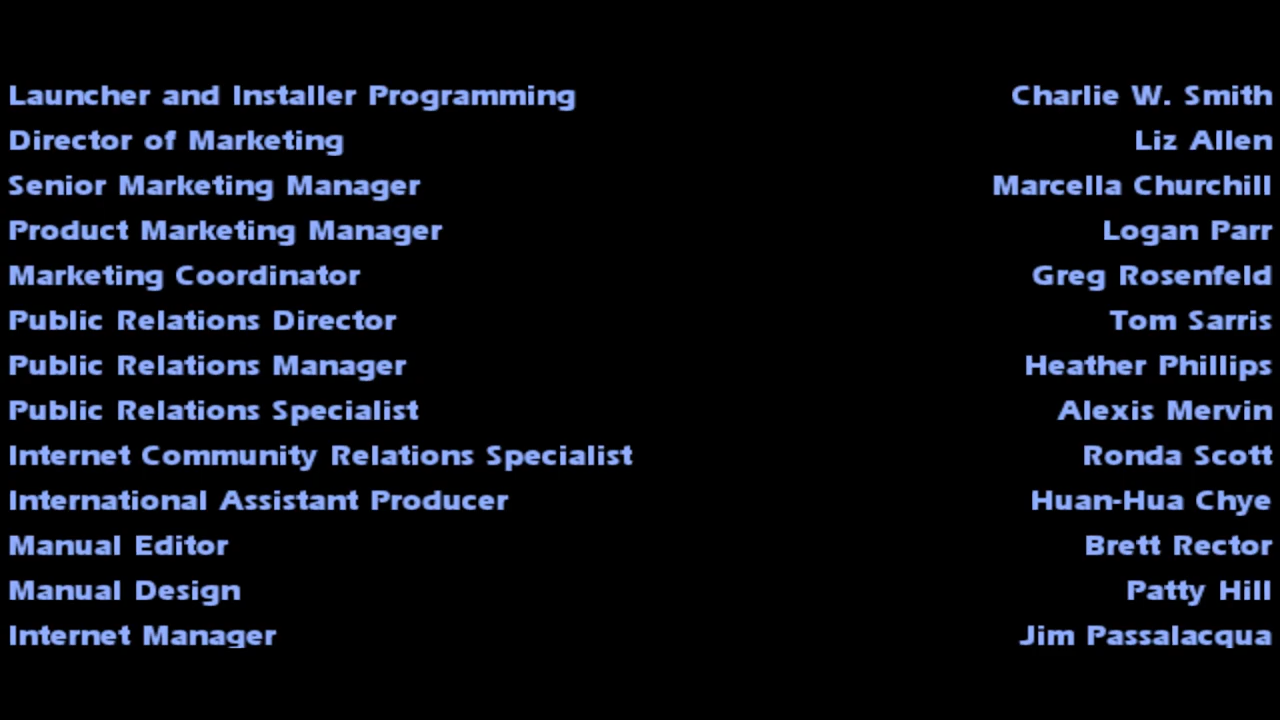 Launcher and Installer Programming Charlie W. Smith
Director of Marketing Liz Allen
Senior Marketing Manager Marcella Churchill
Product Marketing Manager Logan Parr
Marketing Coordinator Greg Rosenfeld
Public Relations Director Tom Sarris
Public Relations Manager Heather Phillips
Public Relations Specialist Alexis Mervin
Internet Community Relations Specialist Ronda Scott
International Assistant Producer Huan-Hua Chye
Manual Editor Brett Rector
Manual Design Patty Hill
Internet Manager Jim Passalacqua